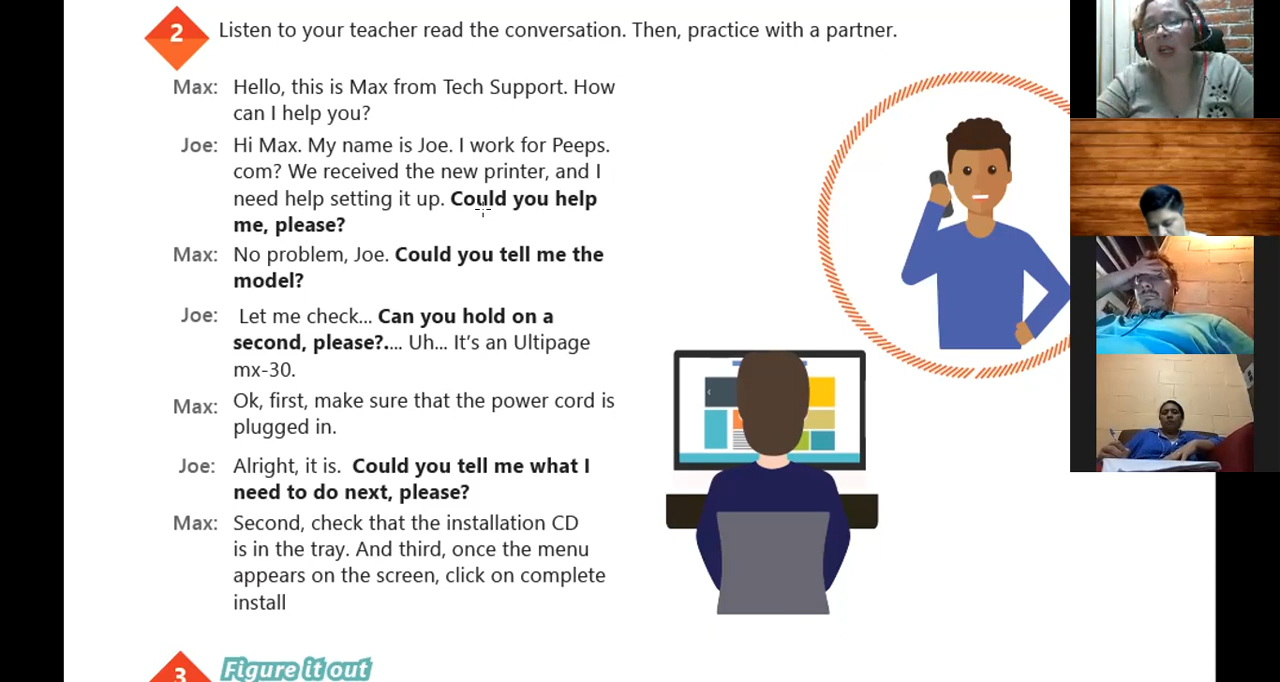 2 Listen to your teacher read the conversation. Then, practice with a partner.
Max: Hello, this is Max from Tech Support. How
can I help you?
Joe: Hi Max. My name is Joe. I work for Peeps.
com? We received the new printer, and I
need help setting it up. Could you help
me, please?
Max: No problem, Joe. Could you tell me the
model?
Joe: Let me check... Can you hold on a
second, please?.... Uh... It's an Ultipage
mx-30.
Max: Ok, first, make sure that the power cord is
plugged in.
Joe: Alright, it is. Could you tell me what I
need to do next, please?
Max: Second, check that the installation CD
is in the tray. And third, once the menu
appears on the screen, click on complete
install
3 Figure it out